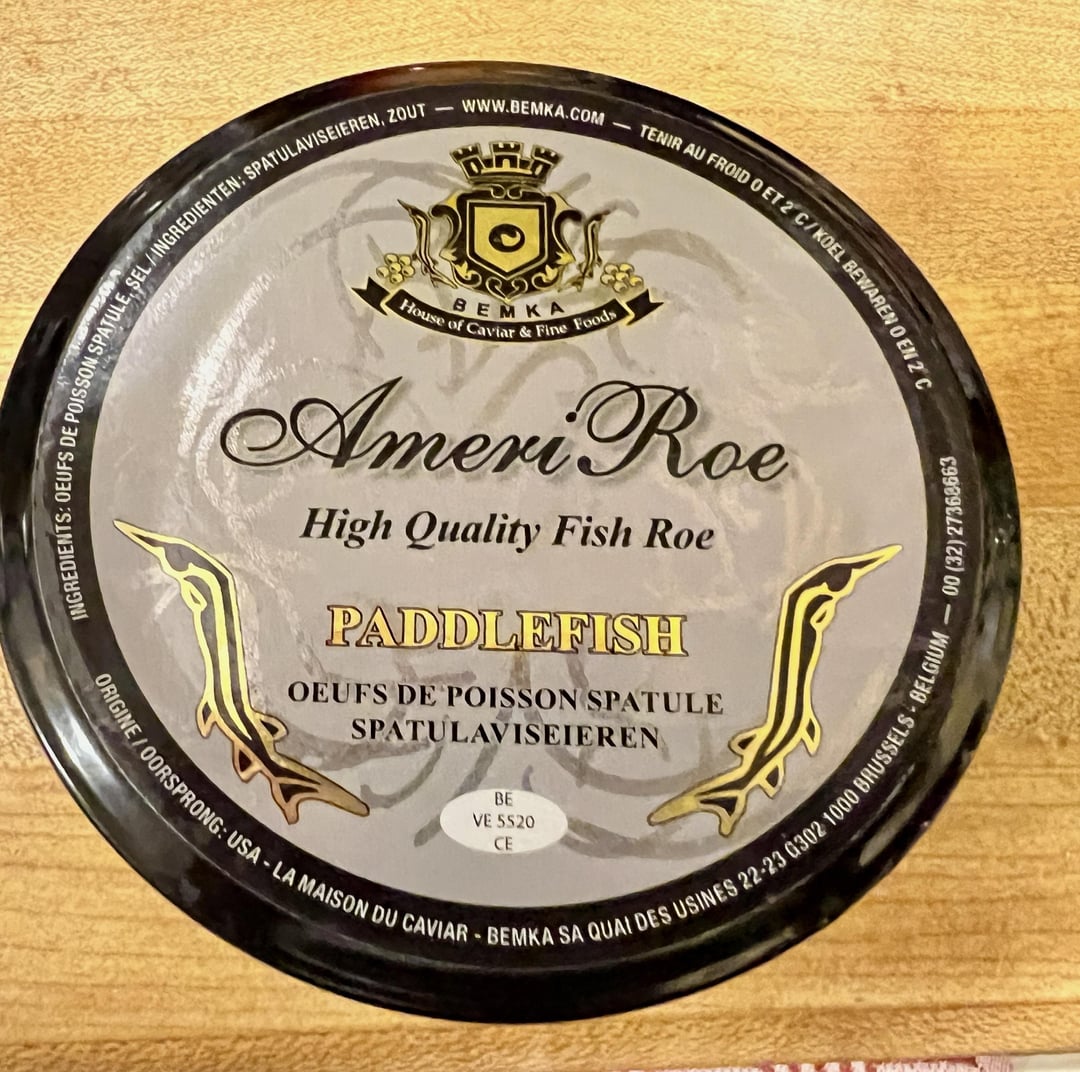 INGREDIENTS: OEUFS DE POISSON SPATULE, SEL / INGREDIENTEN: SPATULAVISEIEREN, ZOUT — WWW.BEMKA.COM — TENIR AU FROID 0 ET 2°C / KOEL BEWAREN 0 EN 2°C
BEMKA
House of Caviar & Fine Foods
AmeriRoe
High Quality Fish Roe
PADDLEFISH
OEUFS DE POISSON SPATULE
SPATULAVISEIEREN
BE
VE 5520
CE
ORIGINE / OORSPRONG: USA - LA MAISON DU CAVIAR - BEMKA SA QUAI DES USINES 22-23 G302 1000 BRUSSELS - BELGIUM — 00 (32) 27368663